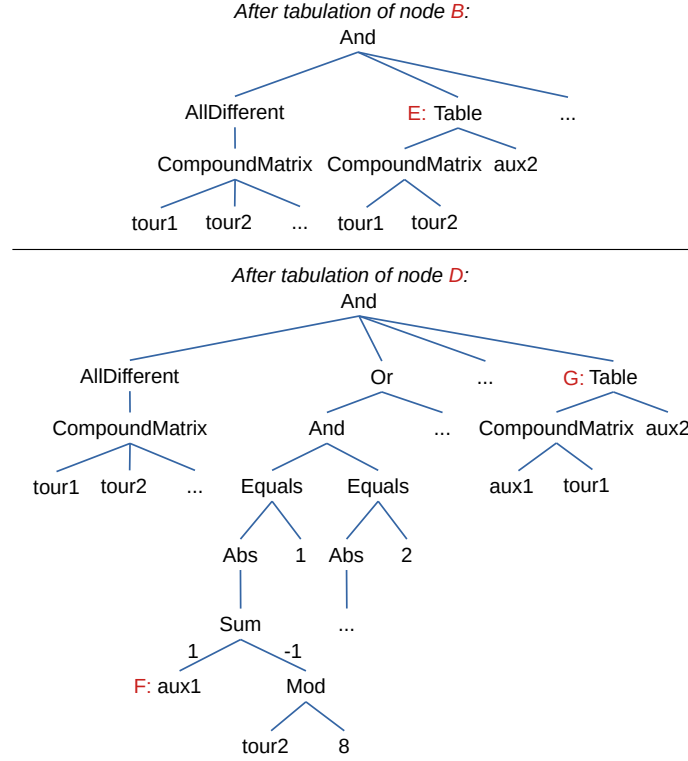 After tabulation of node B:
And
AllDifferent E: Table ...
CompoundMatrix CompoundMatrix aux2
tour1 tour2 ... tour1 tour2
After tabulation of node D:
And
AllDifferent Or ... G: Table
CompoundMatrix And ... CompoundMatrix aux2
tour1 tour2 ... Equals Equals aux1 tour1
Abs 1 Abs 2
Sum ...
1 -1
F: aux1 Mod
tour2 8